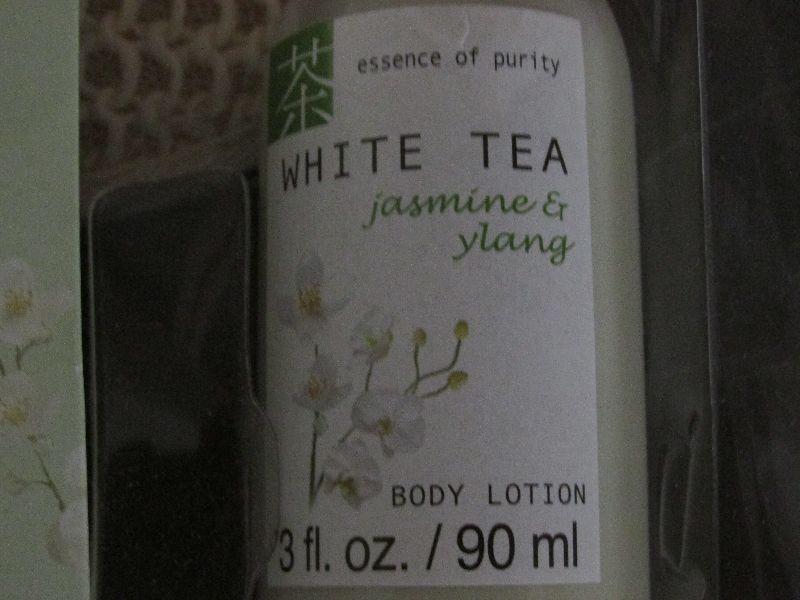 茶
essence of purity
WHITE TEA
jasmine &
ylang
BODY LOTION
3 fl. oz. / 90 ml